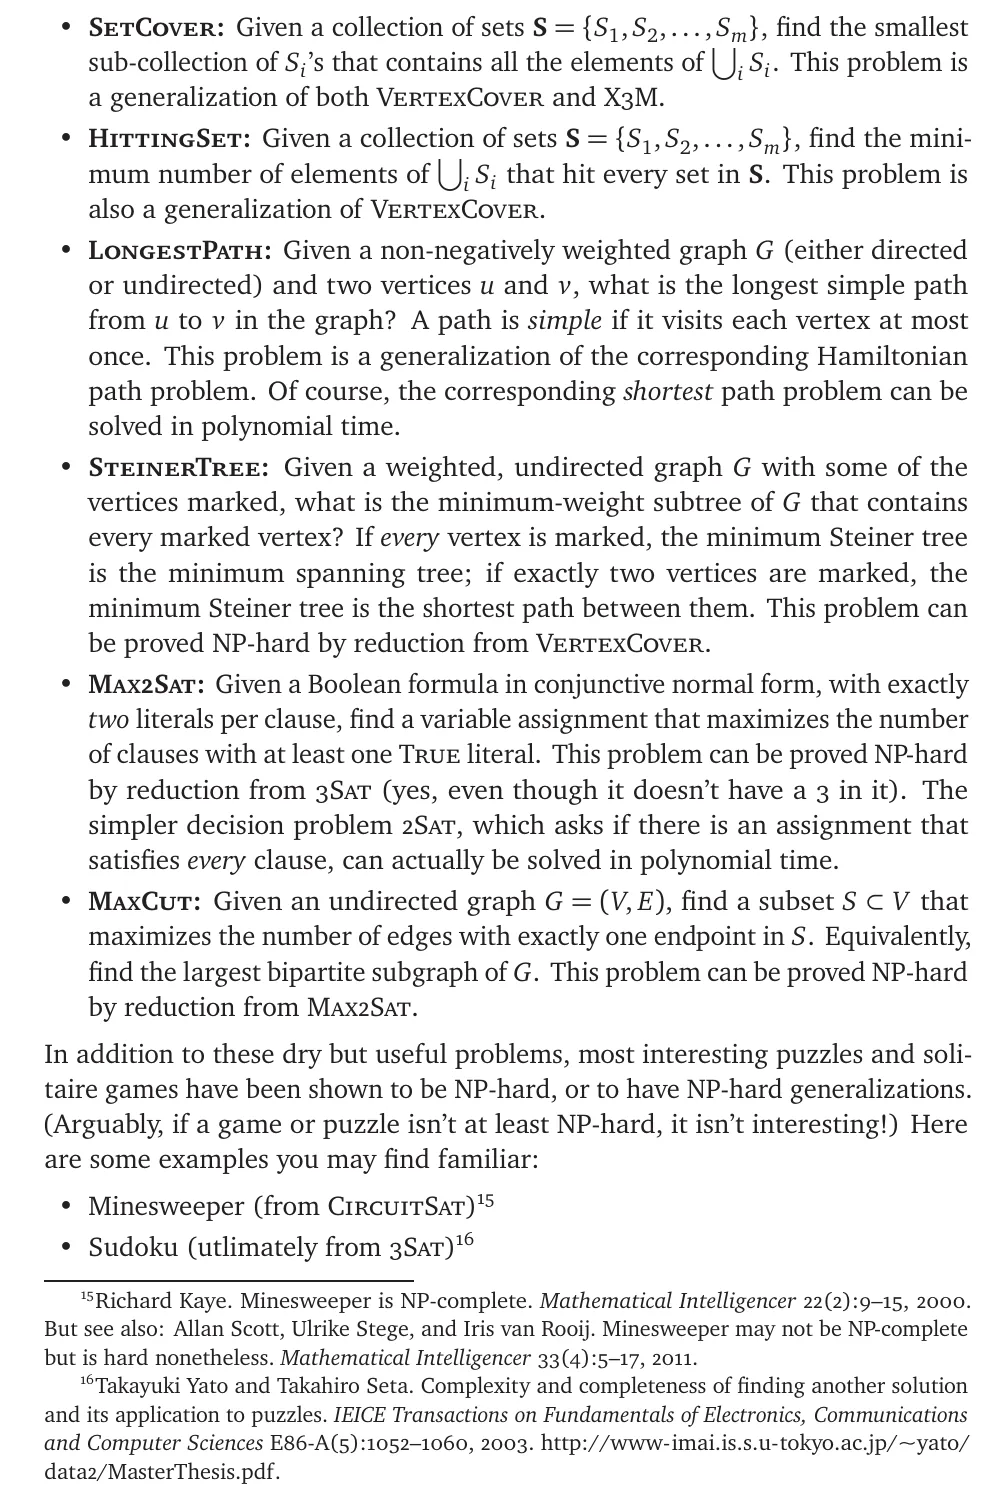 • SetCover: Given a collection of sets S = {S₁, S₂, . . . , Sₘ}, find the smallest
sub-collection of Sᵢ’s that contains all the elements of ⋃ᵢ Sᵢ. This problem is
a generalization of both VertexCover and X3M.
• HittingSet: Given a collection of sets S = {S₁, S₂, . . . , Sₘ}, find the mini-
mum number of elements of ⋃ᵢ Sᵢ that hit every set in S. This problem is
also a generalization of VertexCover.
• LongestPath: Given a non-negatively weighted graph G (either directed
or undirected) and two vertices u and v, what is the longest simple path
from u to v in the graph? A path is simple if it visits each vertex at most
once. This problem is a generalization of the corresponding Hamiltonian
path problem. Of course, the corresponding shortest path problem can be
solved in polynomial time.
• SteinerTree: Given a weighted, undirected graph G with some of the
vertices marked, what is the minimum-weight subtree of G that contains
every marked vertex? If every vertex is marked, the minimum Steiner tree
is the minimum spanning tree; if exactly two vertices are marked, the
minimum Steiner tree is the shortest path between them. This problem can
be proved NP-hard by reduction from VertexCover.
• Max2Sat: Given a Boolean formula in conjunctive normal form, with exactly
two literals per clause, find a variable assignment that maximizes the number
of clauses with at least one True literal. This problem can be proved NP-hard
by reduction from 3Sat (yes, even though it doesn’t have a 3 in it). The
simpler decision problem 2Sat, which asks if there is an assignment that
satisfies every clause, can actually be solved in polynomial time.
• MaxCut: Given an undirected graph G = (V, E), find a subset S ⊂ V that
maximizes the number of edges with exactly one endpoint in S. Equivalently,
find the largest bipartite subgraph of G. This problem can be proved NP-hard
by reduction from Max2Sat.
In addition to these dry but useful problems, most interesting puzzles and soli-
taire games have been shown to be NP-hard, or to have NP-hard generalizations.
(Arguably, if a game or puzzle isn’t at least NP-hard, it isn’t interesting!) Here
are some examples you may find familiar:
• Minesweeper (from CircuitSat)¹⁵
• Sudoku (utlimately from 3Sat)¹⁶
¹⁵Richard Kaye. Minesweeper is NP-complete. Mathematical Intelligencer 22(2):9–15, 2000.
But see also: Allan Scott, Ulrike Stege, and Iris van Rooij. Minesweeper may not be NP-complete
but is hard nonetheless. Mathematical Intelligencer 33(4):5–17, 2011.
¹⁶Takayuki Yato and Takahiro Seta. Complexity and completeness of finding another solution
and its application to puzzles. IEICE Transactions on Fundamentals of Electronics, Communications
and Computer Sciences E86-A(5):1052–1060, 2003. http://www-imai.is.s.u-tokyo.ac.jp/~yato/
data2/MasterThesis.pdf.